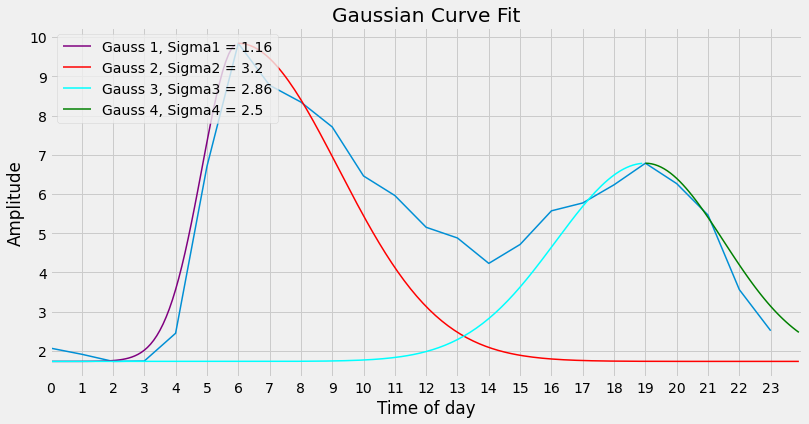 Gaussian Curve Fit
Gauss 1, Sigma1 = 1.16
Gauss 2, Sigma2 = 3.2
Gauss 3, Sigma3 = 2.86
Gauss 4, Sigma4 = 2.5
Amplitude
10
9
8
7
6
5
4
3
2
0 1 2 3 4 5 6 7 8 9 10 11 12 13 14 15 16 17 18 19 20 21 22 23
Time of day